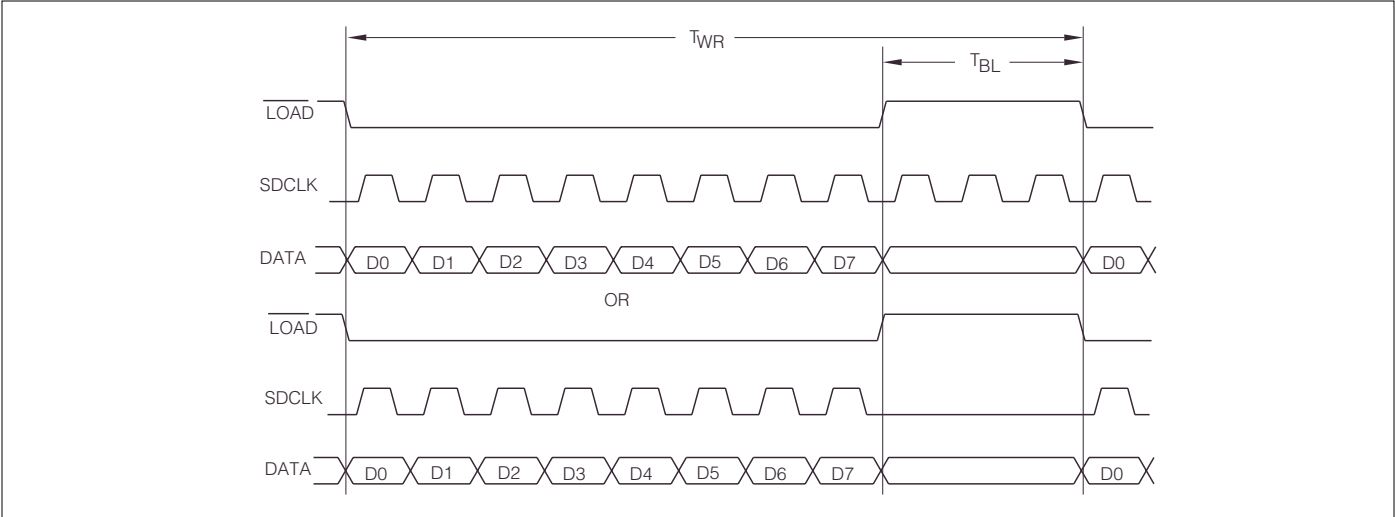 TWR
TBL
LOAD
SDCLK
DATA D0 D1 D2 D3 D4 D5 D6 D7 D0
OR
LOAD
SDCLK
DATA D0 D1 D2 D3 D4 D5 D6 D7 D0